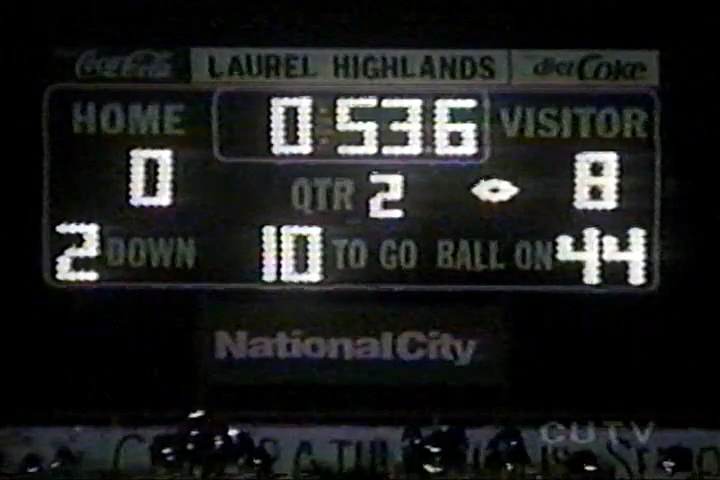 Coca-Cola LAUREL HIGHLANDS diet Coke
HOME 0:536 VISITOR
0 QTR 2 8
2 DOWN 10 TO GO BALL ON 44
National City
CUTV